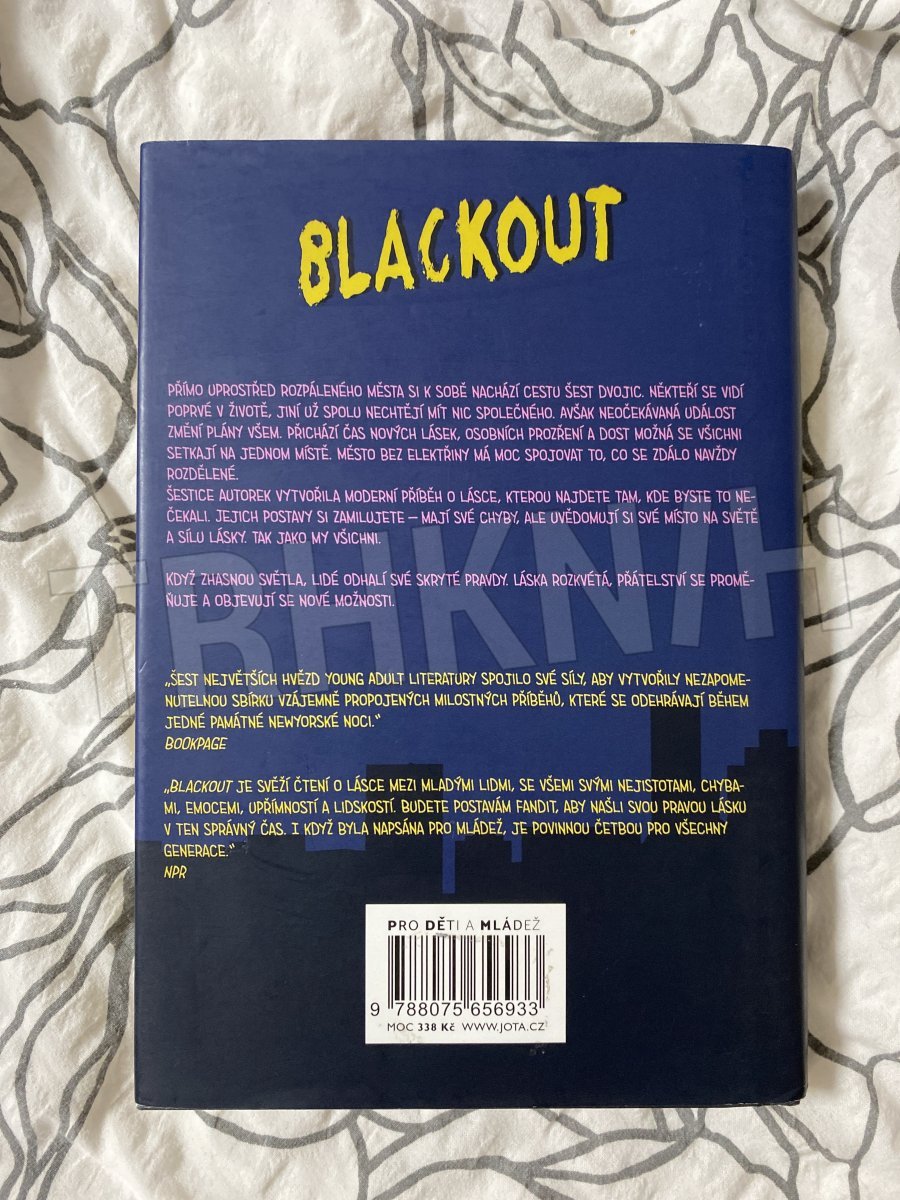 BLACKOUT
PŘÍMO UPROSTŘED ROZPÁLENÉHO MĚSTA SI K SOBĚ NACHÁZÍ CESTU ŠEST DVOJIC. NĚKTEŘÍ SE VIDÍ
POPRVÉ V ŽIVOTĚ, JINÍ UŽ SPOLU NECHTĚJÍ MÍT NIC SPOLEČNÉHO. AVŠAK NEOČEKÁVANÁ UDÁLOST
ZMĚNÍ PLÁNY VŠEM. PŘICHÁZÍ ČAS NOVÝCH LÁSEK, OSOBNÍCH PROZŘENÍ A DOST MOŽNÁ SE VŠICHNI
SETKAJÍ NA JEDNOM MÍSTĚ. MĚSTO BEZ ELEKTŘINY MÁ MOC SPOJOVAT TO, CO SE ZDÁLO NAVŽDY
ROZDĚLENÉ.
ŠESTICE AUTOREK VYTVOŘILA MODERNÍ PŘÍBĚH O LÁSCE, KTEROU NAJDETE TAM, KDE BYSTE TO NE-
ČEKALI. JEJICH POSTAVY SI ZAMILUJETE – MAJÍ SVÉ CHYBY, ALE UVĚDOMUJÍ SI SVÉ MÍSTO NA SVĚTĚ
A SÍLU LÁSKY. TAK JAKO MY VŠICHNI.
KDYŽ ZHASNOU SVĚTLA, LIDÉ ODHALÍ SVÉ SKRYTÉ PRAVDY. LÁSKA ROZKVÉTÁ, PŘÁTELSTVÍ SE PROMĚ-
ŇUJE A OBJEVUJÍ SE NOVÉ MOŽNOSTI.
TRHKNIH
„ŠEST NEJVĚTŠÍCH HVĚZD YOUNG ADULT LITERATURY SPOJILO SVÉ SÍLY, ABY VYTVOŘILY NEZAPOME-
NUTELNOU SBÍRKU VZÁJEMNĚ PROPOJENÝCH MILOSTNÝCH PŘÍBĚHŮ, KTERÉ SE ODEHRÁVAJÍ BĚHEM
JEDNÉ PAMÁTNÉ NEWYORSKÉ NOCI.“
BOOKPAGE
„BLACKOUT JE SVĚŽÍ ČTENÍ O LÁSCE MEZI MLADÝMI LIDMI, SE VŠEMI SVÝMI NEJISTOTAMI, CHYBA-
MI, EMOCEMI, UPŘÍMNOSTÍ A LIDSKOSTÍ. BUDETE POSTAVÁM FANDIT, ABY NAŠLI SVOU PRAVOU LÁSKU
V TEN SPRÁVNÝ ČAS. I KDYŽ BYLA NAPSÁNA PRO MLÁDEŽ, JE POVINNOU ČETBOU PRO VŠECHNY
GENERACE.“
NPR
PRO DĚTI A MLÁDEŽ
9 788075 656933
MOC 338 Kč WWW.JOTA.CZ